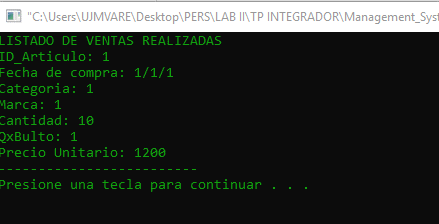 "C:\Users\UJMVARE\Desktop\PERS\LAB II\TP INTEGRADOR\Management_Syst
LISTADO DE VENTAS REALIZADAS
ID_Articulo: 1
Fecha de compra: 1/1/1
Categoria: 1
Marca: 1
Cantidad: 10
QxBulto: 1
Precio Unitario: 1200
-------------------------
Presione una tecla para continuar . . .